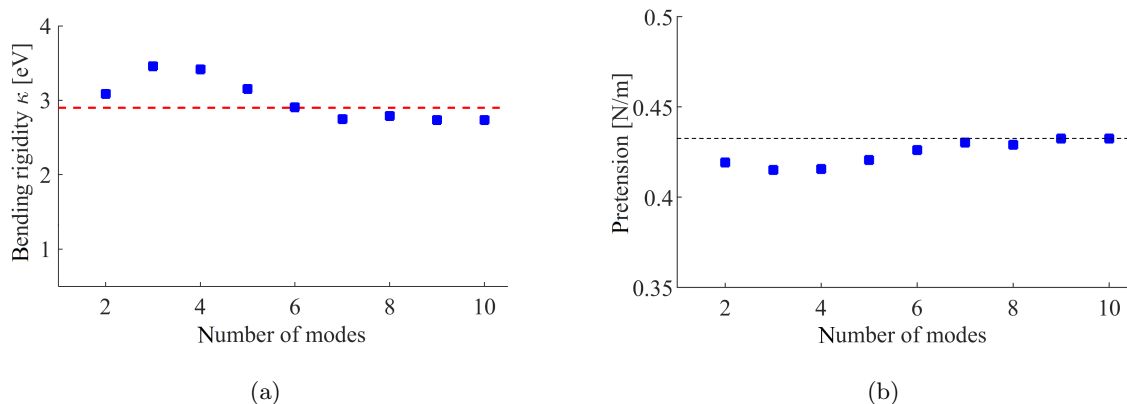 4
3
2
1
Bending rigidity κ [eV]
2 4 6 8 10
Number of modes
(a)
0.5
0.45
0.4
0.35
Pretension [N/m]
2 4 6 8 10
Number of modes
(b)